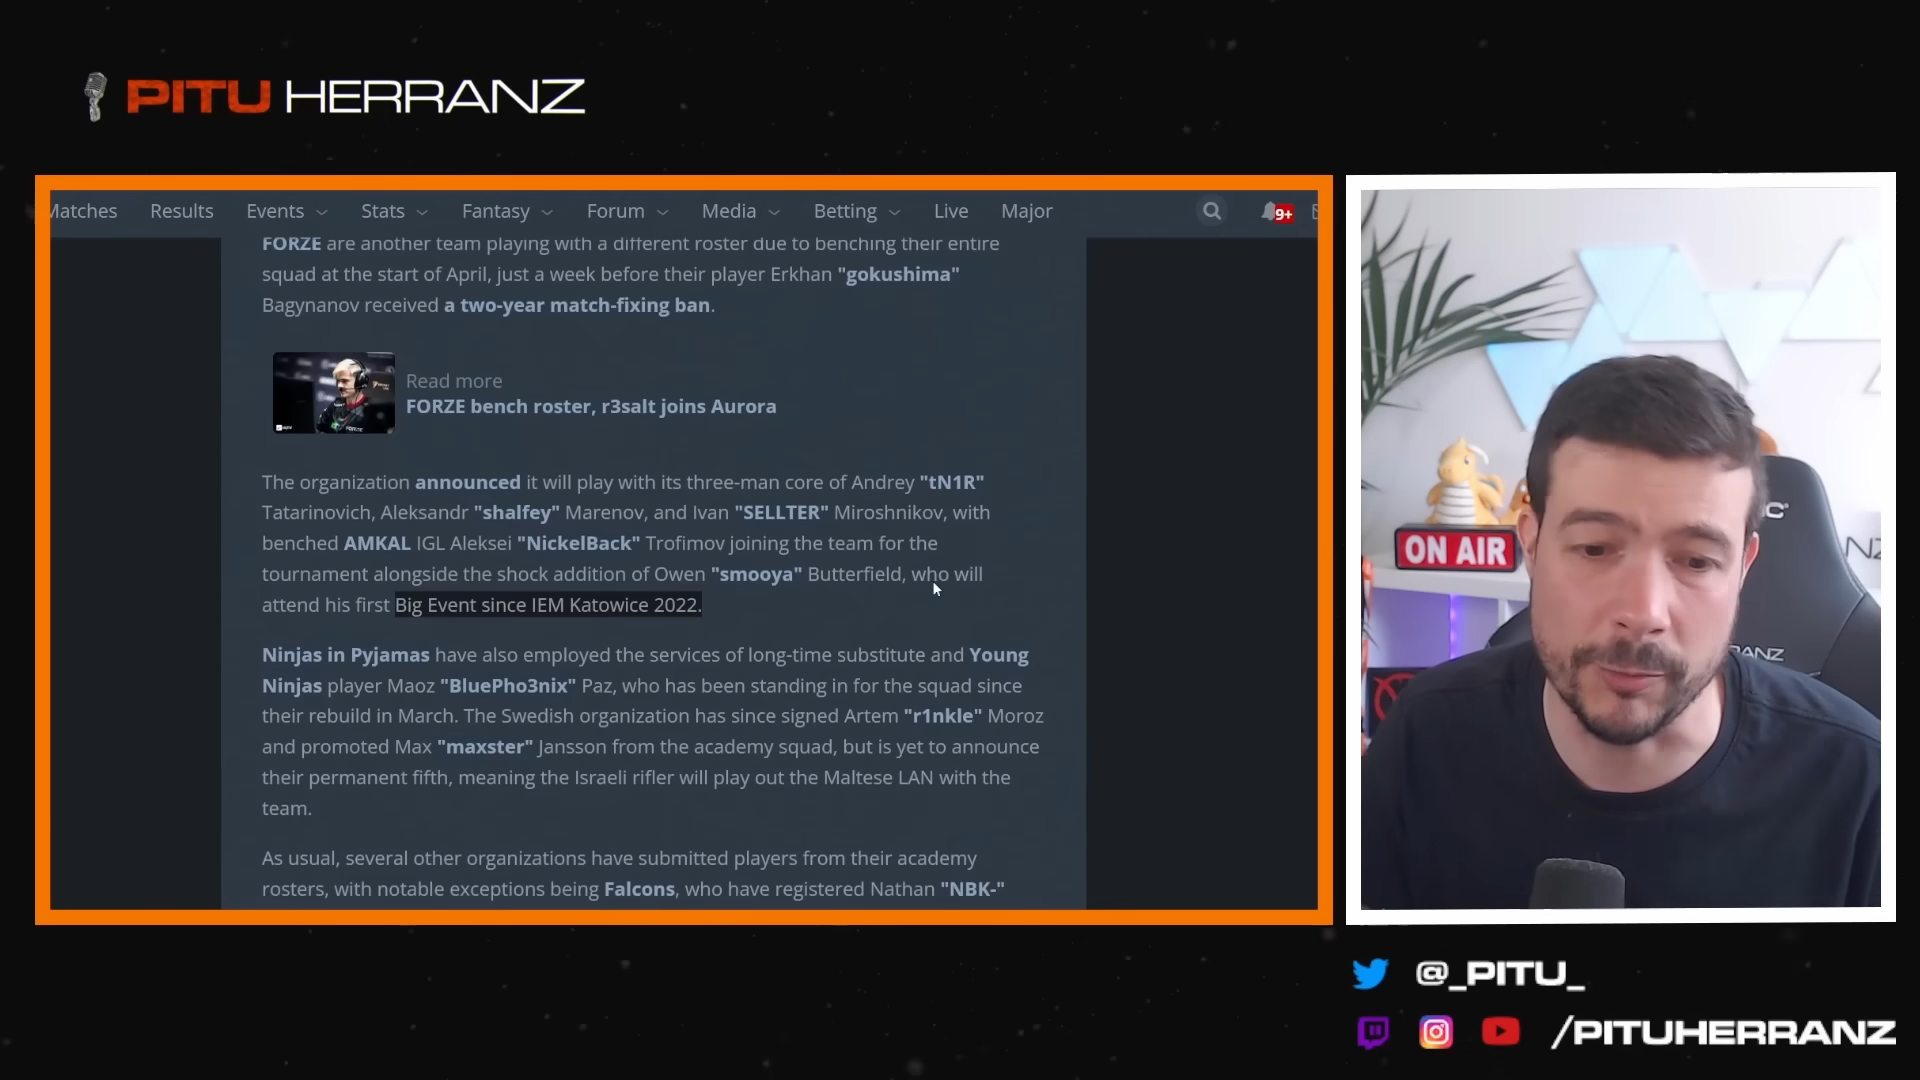 PITU HERRANZ
Matches Results Events Stats Fantasy Forum Media Betting Live Major 9+
FORZE are another team playing with a different roster due to benching their entire
squad at the start of April, just a week before their player Erkhan "gokushima"
Bagynanov received a two-year match-fixing ban.
Read more
FORZE bench roster, r3salt joins Aurora
The organization announced it will play with its three-man core of Andrey "tN1R"
Tatarinovich, Aleksandr "shalfey" Marenov, and Ivan "SELLTER" Miroshnikov, with
benched AMKAL IGL Aleksei "NickelBack" Trofimov joining the team for the
tournament alongside the shock addition of Owen "smooya" Butterfield, who will
attend his first Big Event since IEM Katowice 2022.
Ninjas in Pyjamas have also employed the services of long-time substitute and Young
Ninjas player Maoz "BluePho3nix" Paz, who has been standing in for the squad since
their rebuild in March. The Swedish organization has since signed Artem "r1nkle" Moroz
and promoted Max "maxster" Jansson from the academy squad, but is yet to announce
their permanent fifth, meaning the Israeli rifler will play out the Maltese LAN with the
team.
As usual, several other organizations have submitted players from their academy
rosters, with notable exceptions being Falcons, who have registered Nathan "NBK-"
ON AIR
@_PITU_
/PITUHERRANZ